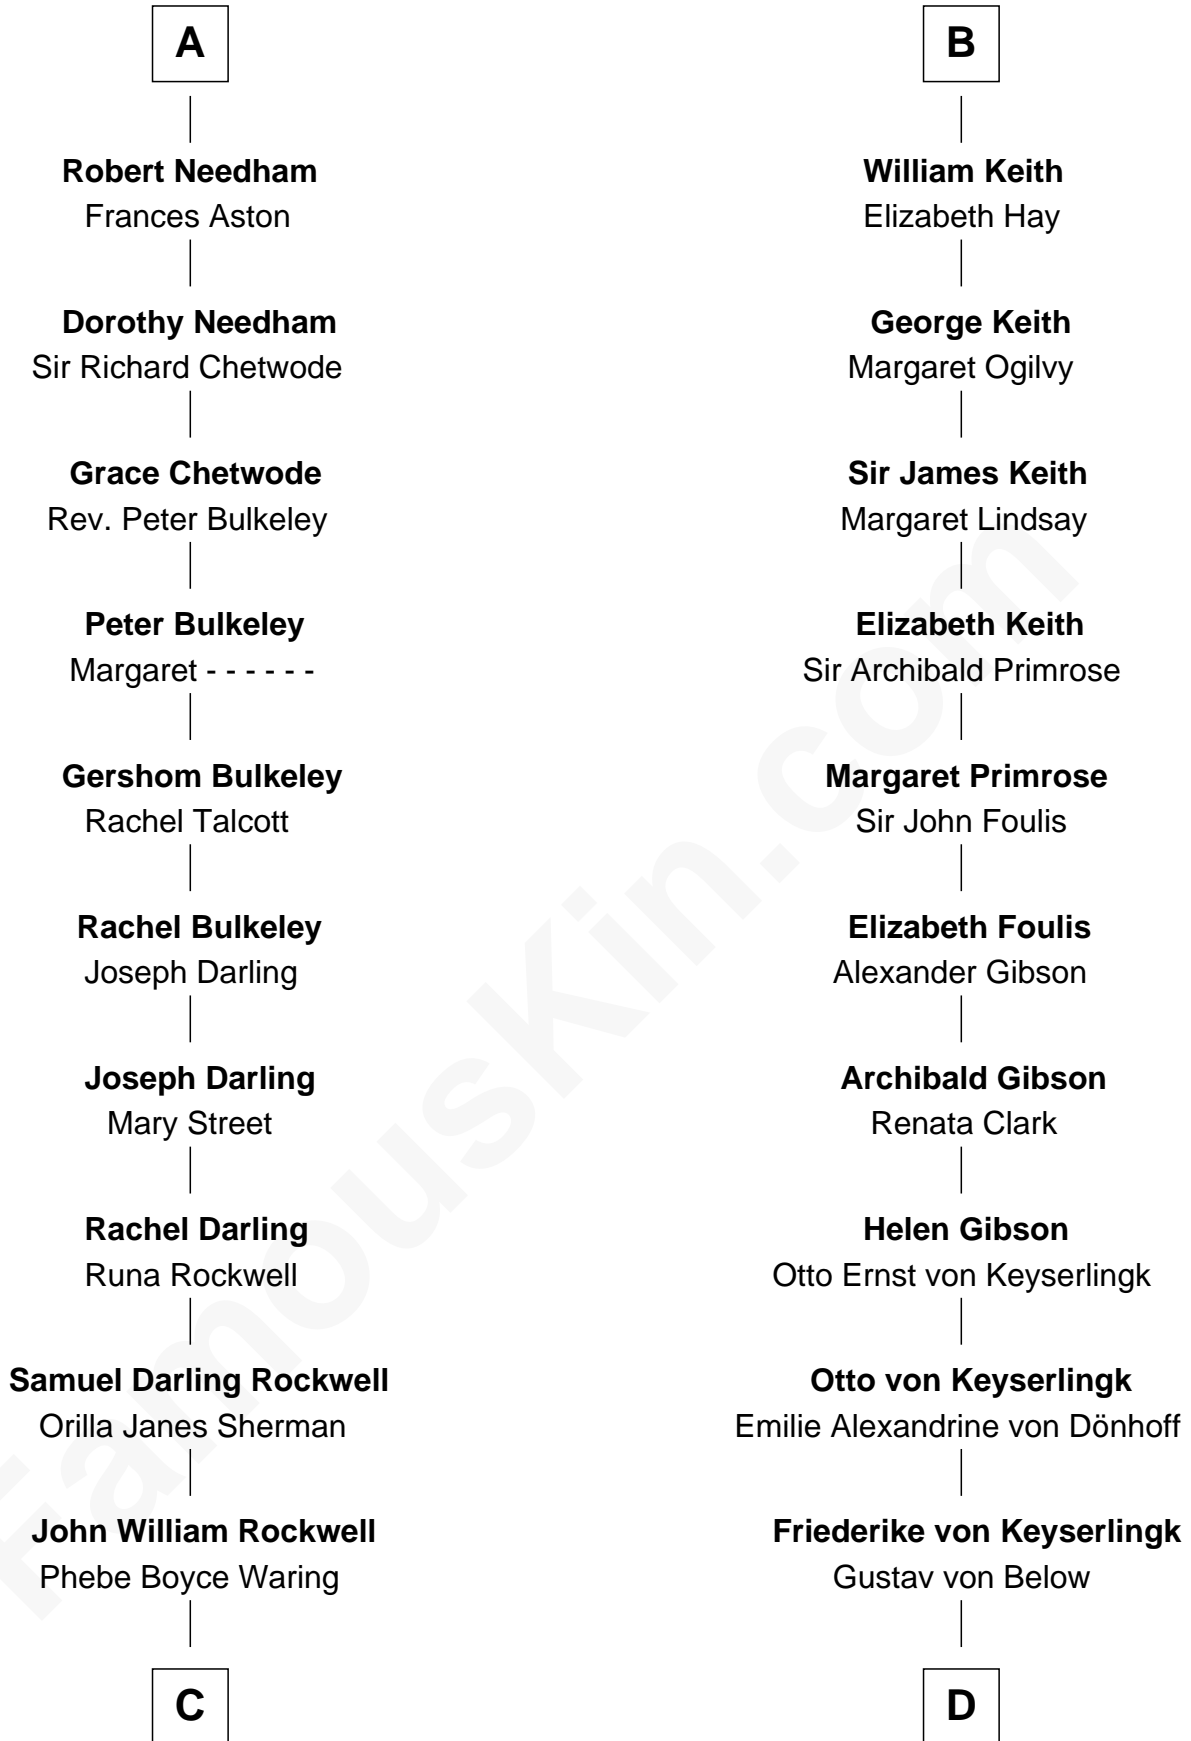 A
Robert Needham
Frances Aston
Dorothy Needham
Sir Richard Chetwode
Grace Chetwode
Rev. Peter Bulkeley
Peter Bulkeley
Margaret - - - - - -
Gershom Bulkeley
Rachel Talcott
Rachel Bulkeley
Joseph Darling
Joseph Darling
Mary Street
Rachel Darling
Runa Rockwell
Samuel Darling Rockwell
Orilla Janes Sherman
John William Rockwell
Phebe Boyce Waring
C
B
William Keith
Elizabeth Hay
George Keith
Margaret Ogilvy
Sir James Keith
Margaret Lindsay
Elizabeth Keith
Sir Archibald Primrose
Margaret Primrose
Sir John Foulis
Elizabeth Foulis
Alexander Gibson
Archibald Gibson
Renata Clark
Helen Gibson
Otto Ernst von Keyserlingk
Otto von Keyserlingk
Emilie Alexandrine von Dönhoff
Friederike von Keyserlingk
Gustav von Below
D
FamousKin.com